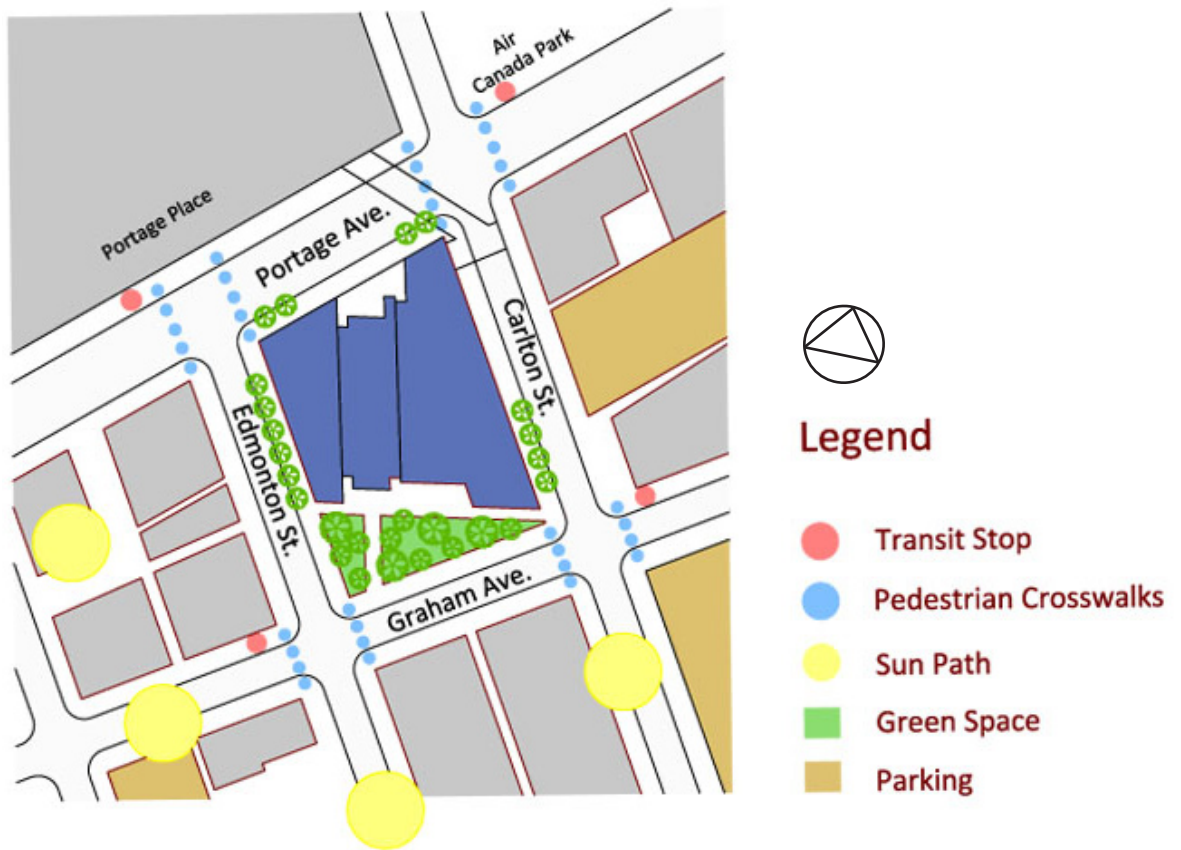 Air
Canada Park
Portage Place
Portage Ave.
Carlton St.
Edmonton St.
Graham Ave.
Legend
Transit Stop
Pedestrian Crosswalks
Sun Path
Green Space
Parking